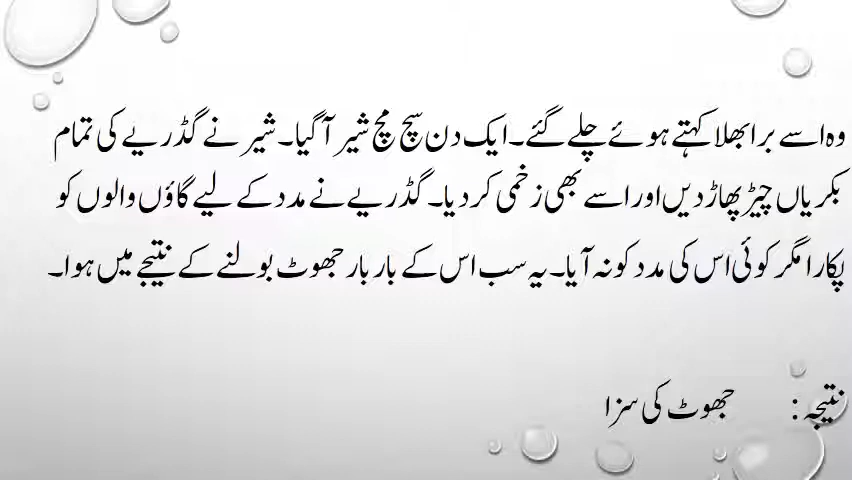 وہ اسے برا بھلا کہتے ہوئے چلے گئے۔ ایک دن سچ مچ شیر آ گیا۔ شیر نے گڈریے کی تمام
بکریاں چیڑ پھاڑ دیں اور اسے بھی زخمی کر دیا۔ گڈریے نے مدد کے لیے گاؤں والوں کو
پکارا مگر کوئی اس کی مدد کو نہ آیا۔ یہ سب اس کے بار بار جھوٹ بولنے کے نتیجے میں ہوا۔
نتیجہ: جھوٹ کی سزا